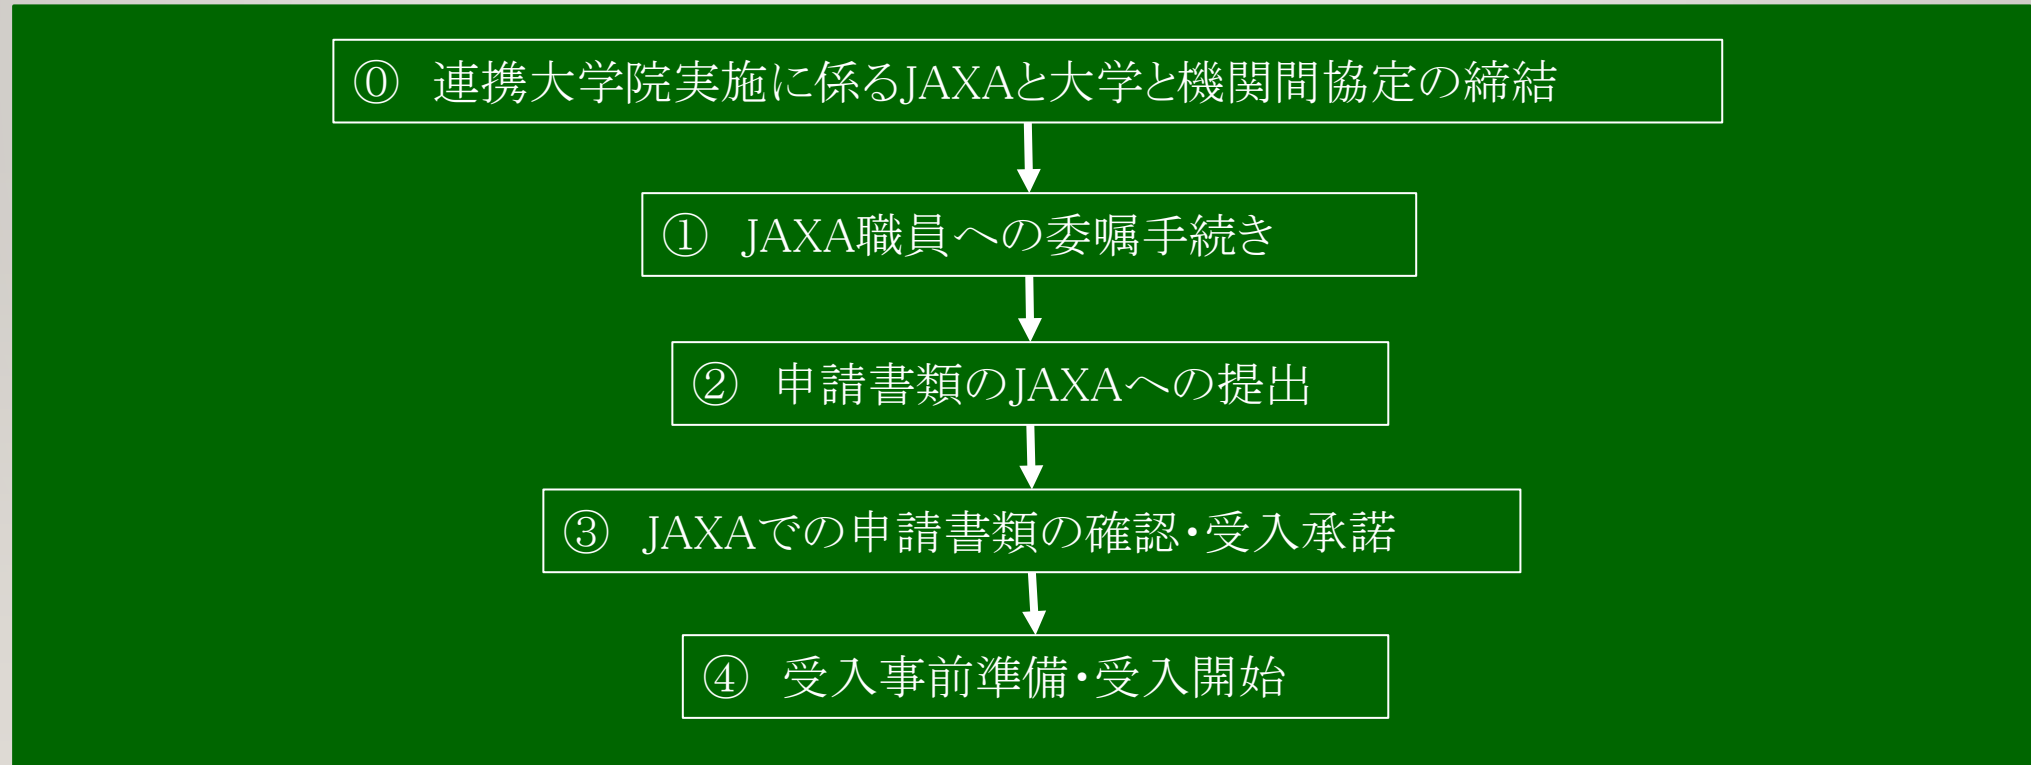 ⓪ 連携大学院実施に係るJAXAと大学と機関間協定の締結
① JAXA職員への委嘱手続き
② 申請書類のJAXAへの提出
③ JAXAでの申請書類の確認・受入承諾
④ 受入事前準備・受入開始